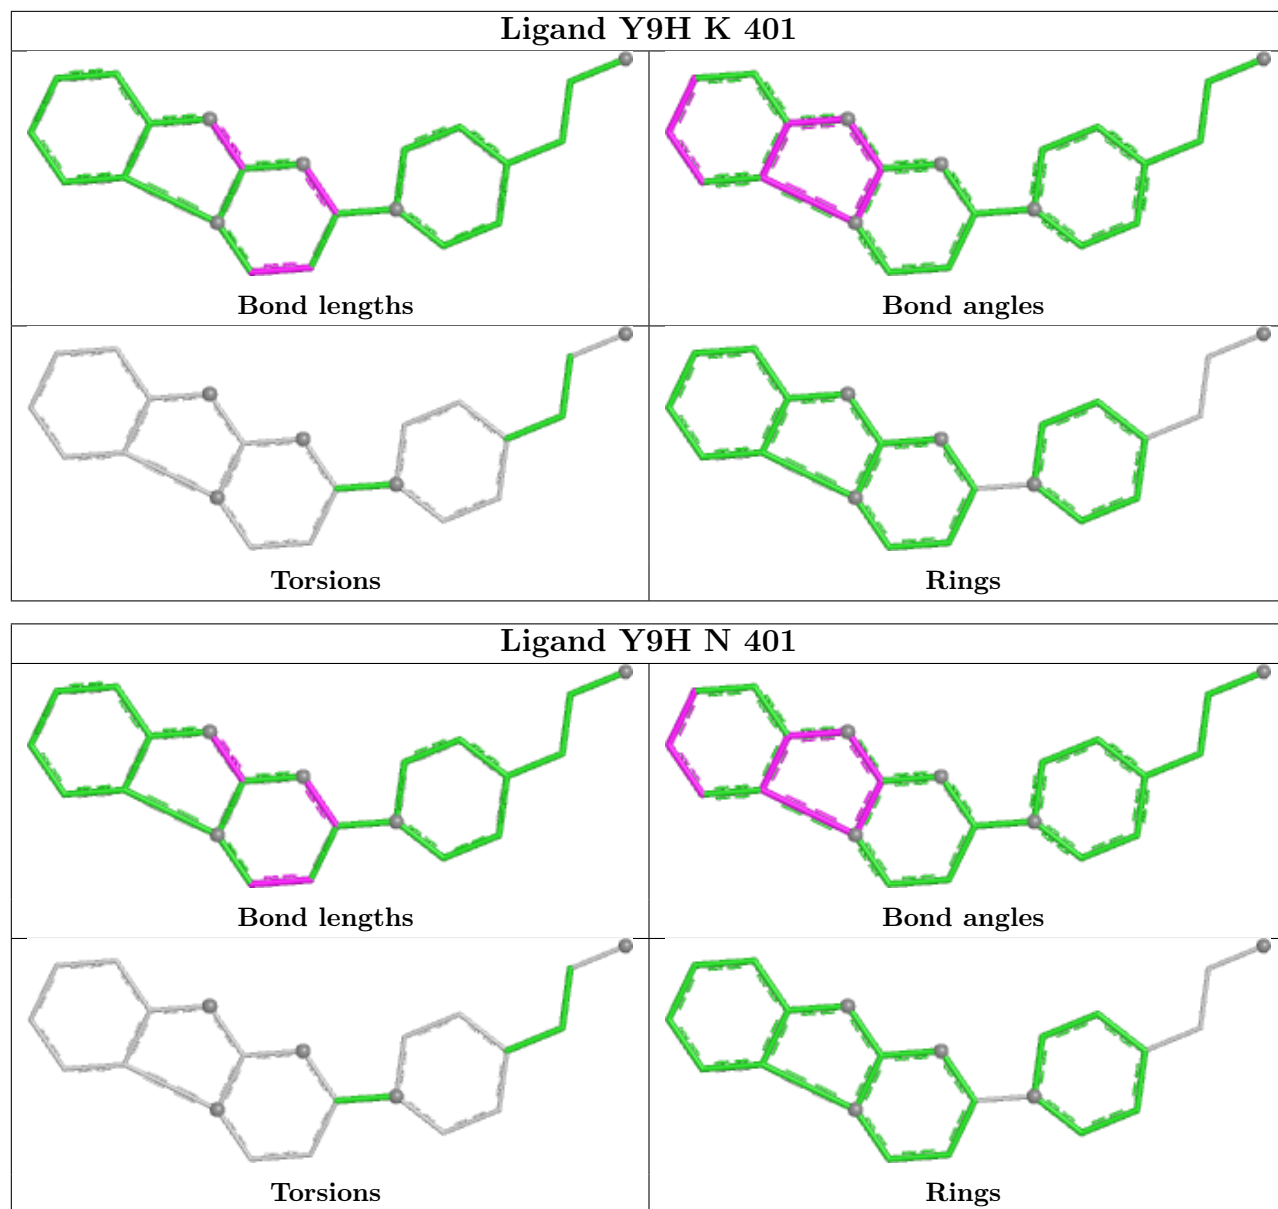 Ligand Y9H K 401
Bond lengths
Bond angles
Torsions
Rings
Ligand Y9H N 401
Bond lengths
Bond angles
Torsions
Rings